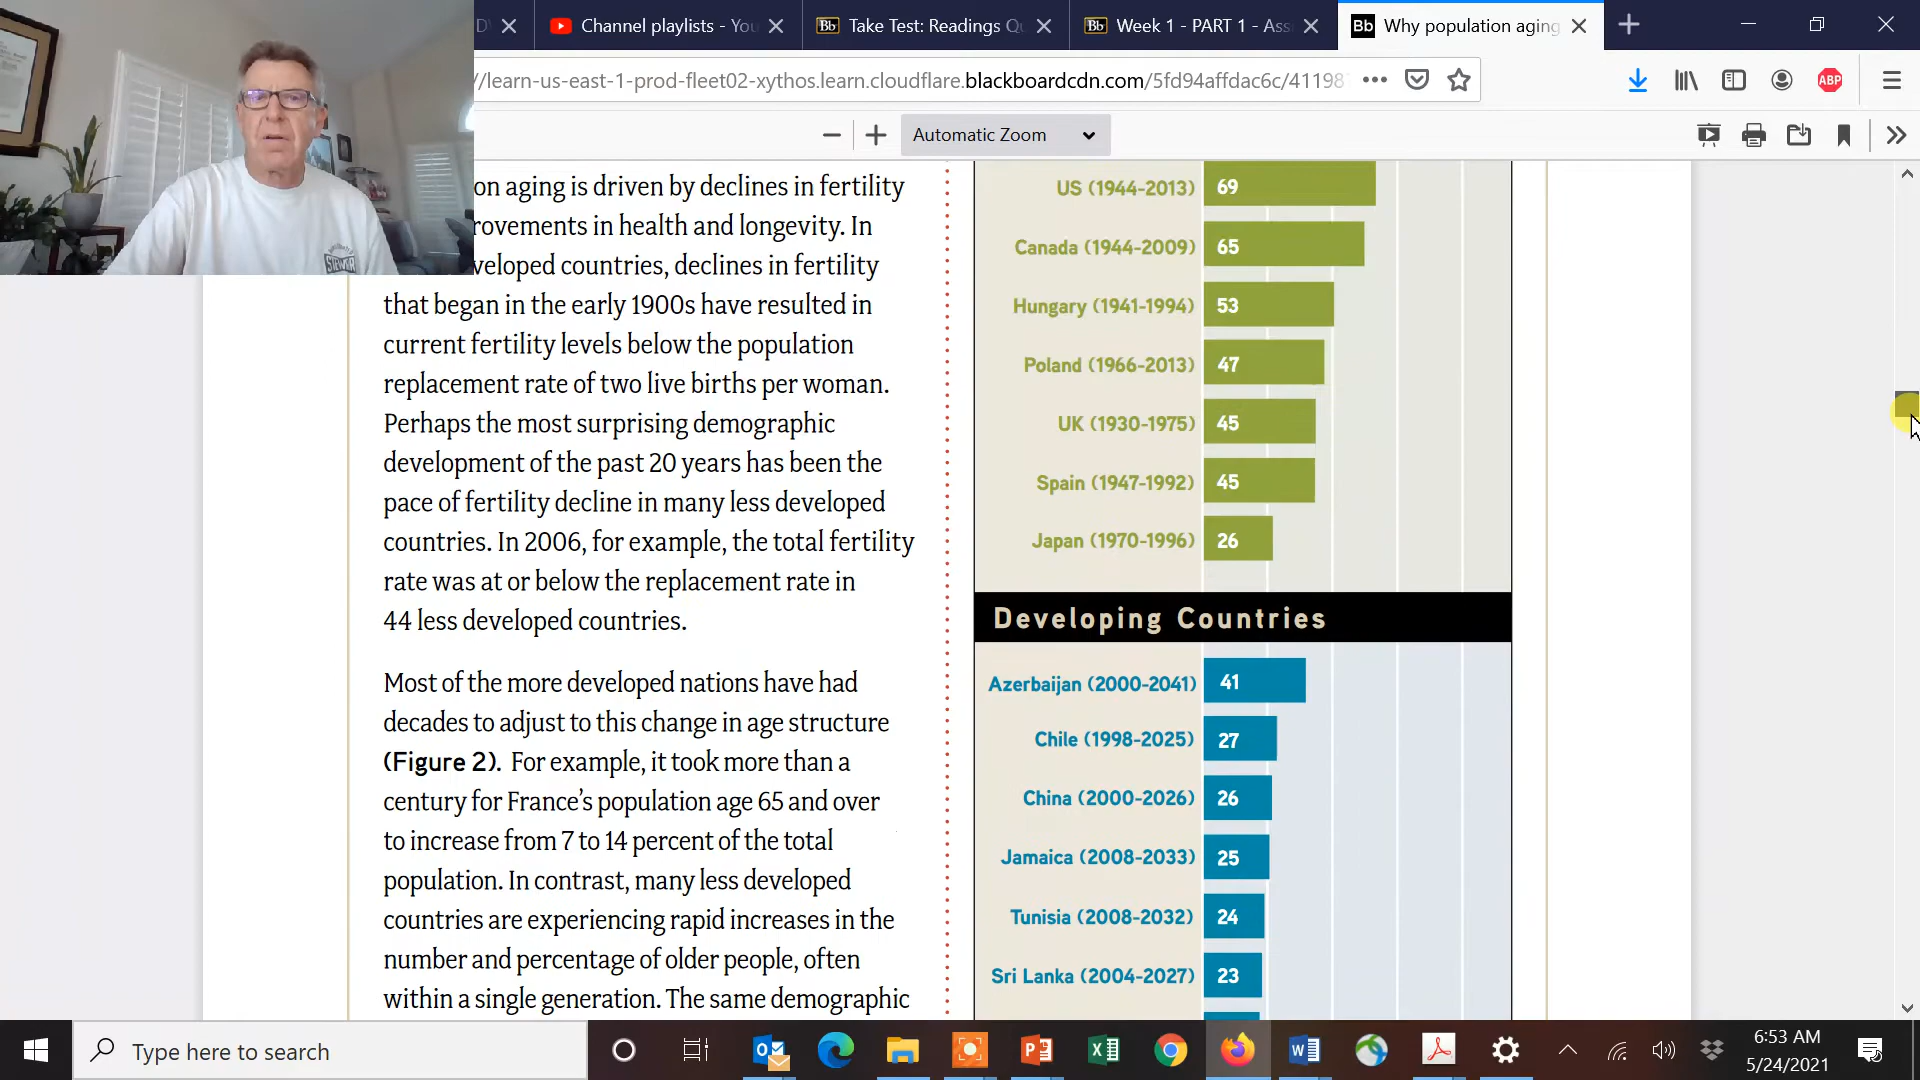 Channel playlists - You
Take Test: Readings Q
Week 1 - PART 1 - Ass
Why population aging
//learn-us-east-1-prod-fleet02-xythos.learn.cloudflare.blackboardcdn.com/5fd94affdac6c/41198
ABP
Automatic Zoom
on aging is driven by declines in fertility
rovements in health and longevity. In
veloped countries, declines in fertility
that began in the early 1900s have resulted in
current fertility levels below the population
replacement rate of two live births per woman.
Perhaps the most surprising demographic
development of the past 20 years has been the
pace of fertility decline in many less developed
countries. In 2006, for example, the total fertility
rate was at or below the replacement rate in
44 less developed countries.
Most of the more developed nations have had
decades to adjust to this change in age structure
(Figure 2). For example, it took more than a
century for France’s population age 65 and over
to increase from 7 to 14 percent of the total
population. In contrast, many less developed
countries are experiencing rapid increases in the
number and percentage of older people, often
within a single generation. The same demographic
US (1944-2013) 69
Canada (1944-2009) 65
Hungary (1941-1994) 53
Poland (1966-2013) 47
UK (1930-1975) 45
Spain (1947-1992) 45
Japan (1970-1996) 26
Developing Countries
Azerbaijan (2000-2041) 41
Chile (1998-2025) 27
China (2000-2026) 26
Jamaica (2008-2033) 25
Tunisia (2008-2032) 24
Sri Lanka (2004-2027) 23
Type here to search
6:53 AM
5/24/2021